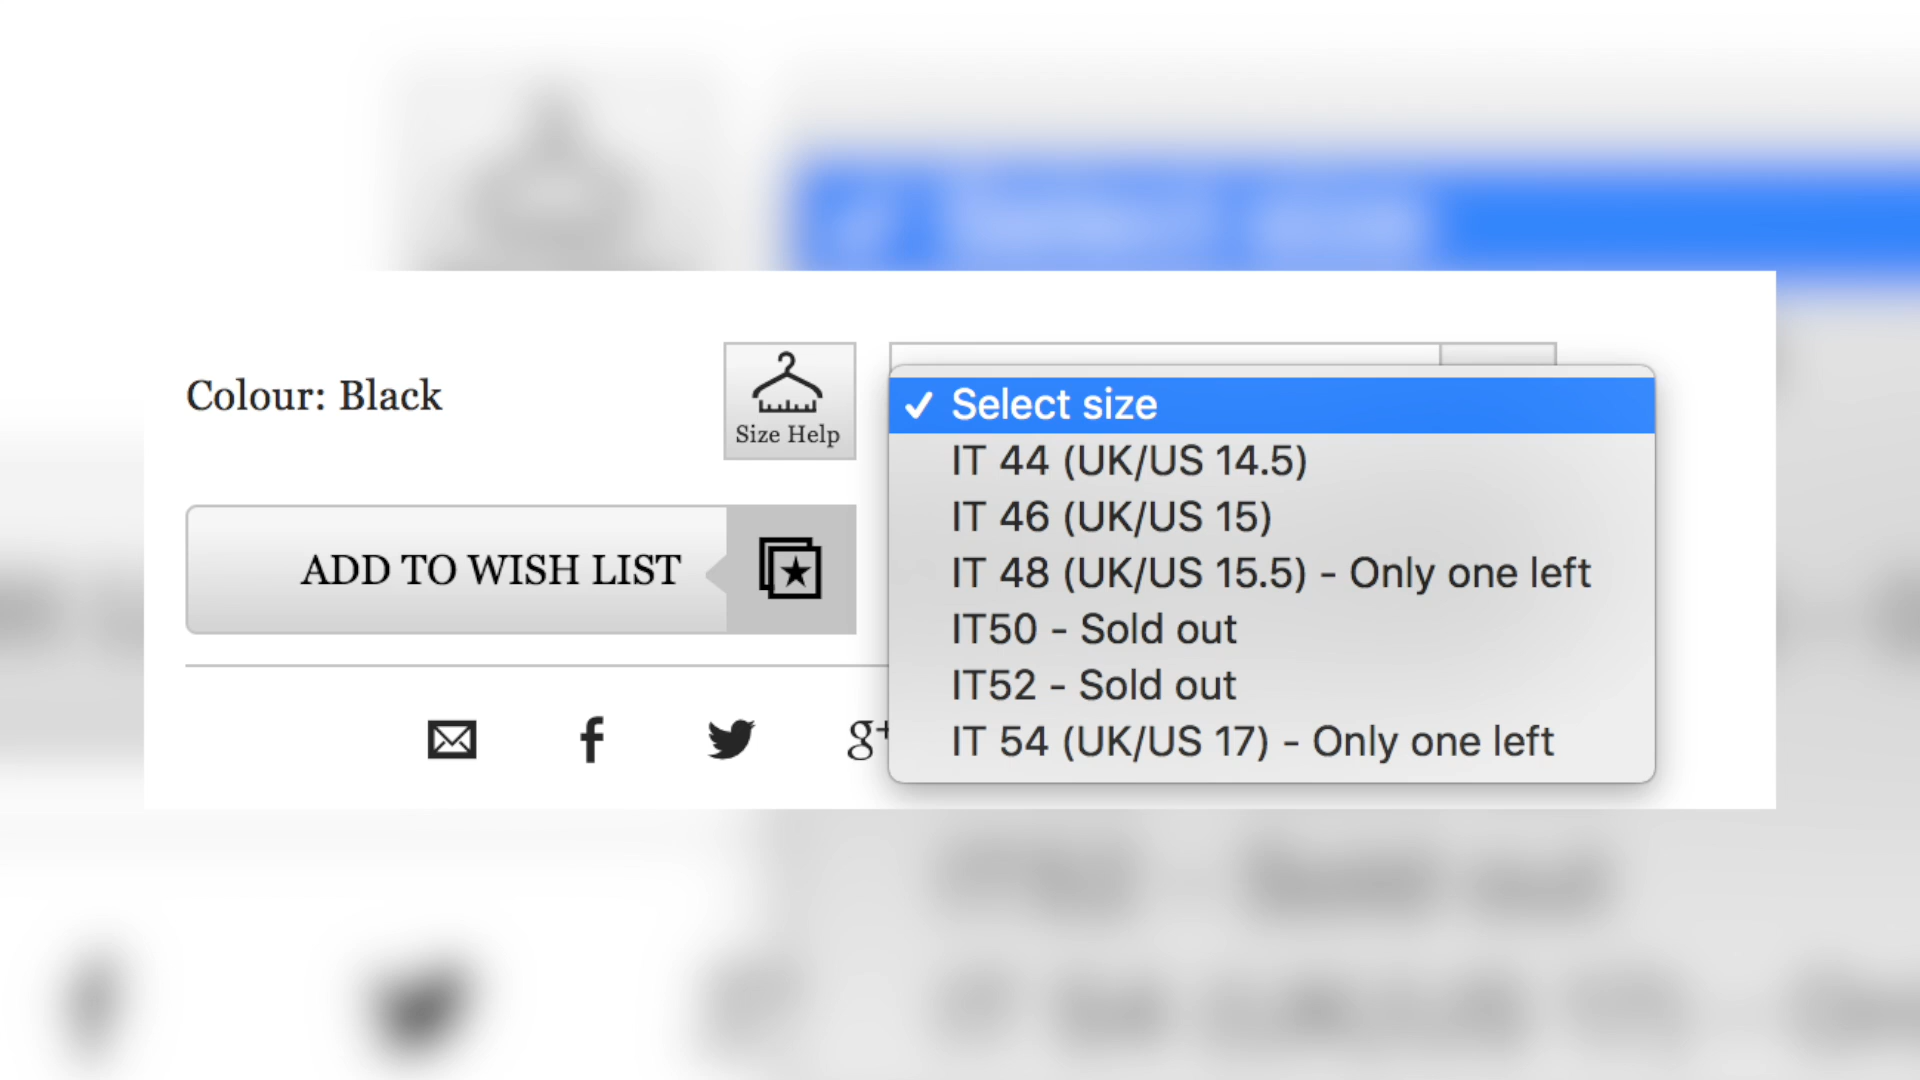 Colour: Black
Size Help
ADD TO WISH LIST
g+
✓ Select size
IT 44 (UK/US 14.5)
IT 46 (UK/US 15)
IT 48 (UK/US 15.5) - Only one left
IT50 - Sold out
IT52 - Sold out
IT 54 (UK/US 17) - Only one left